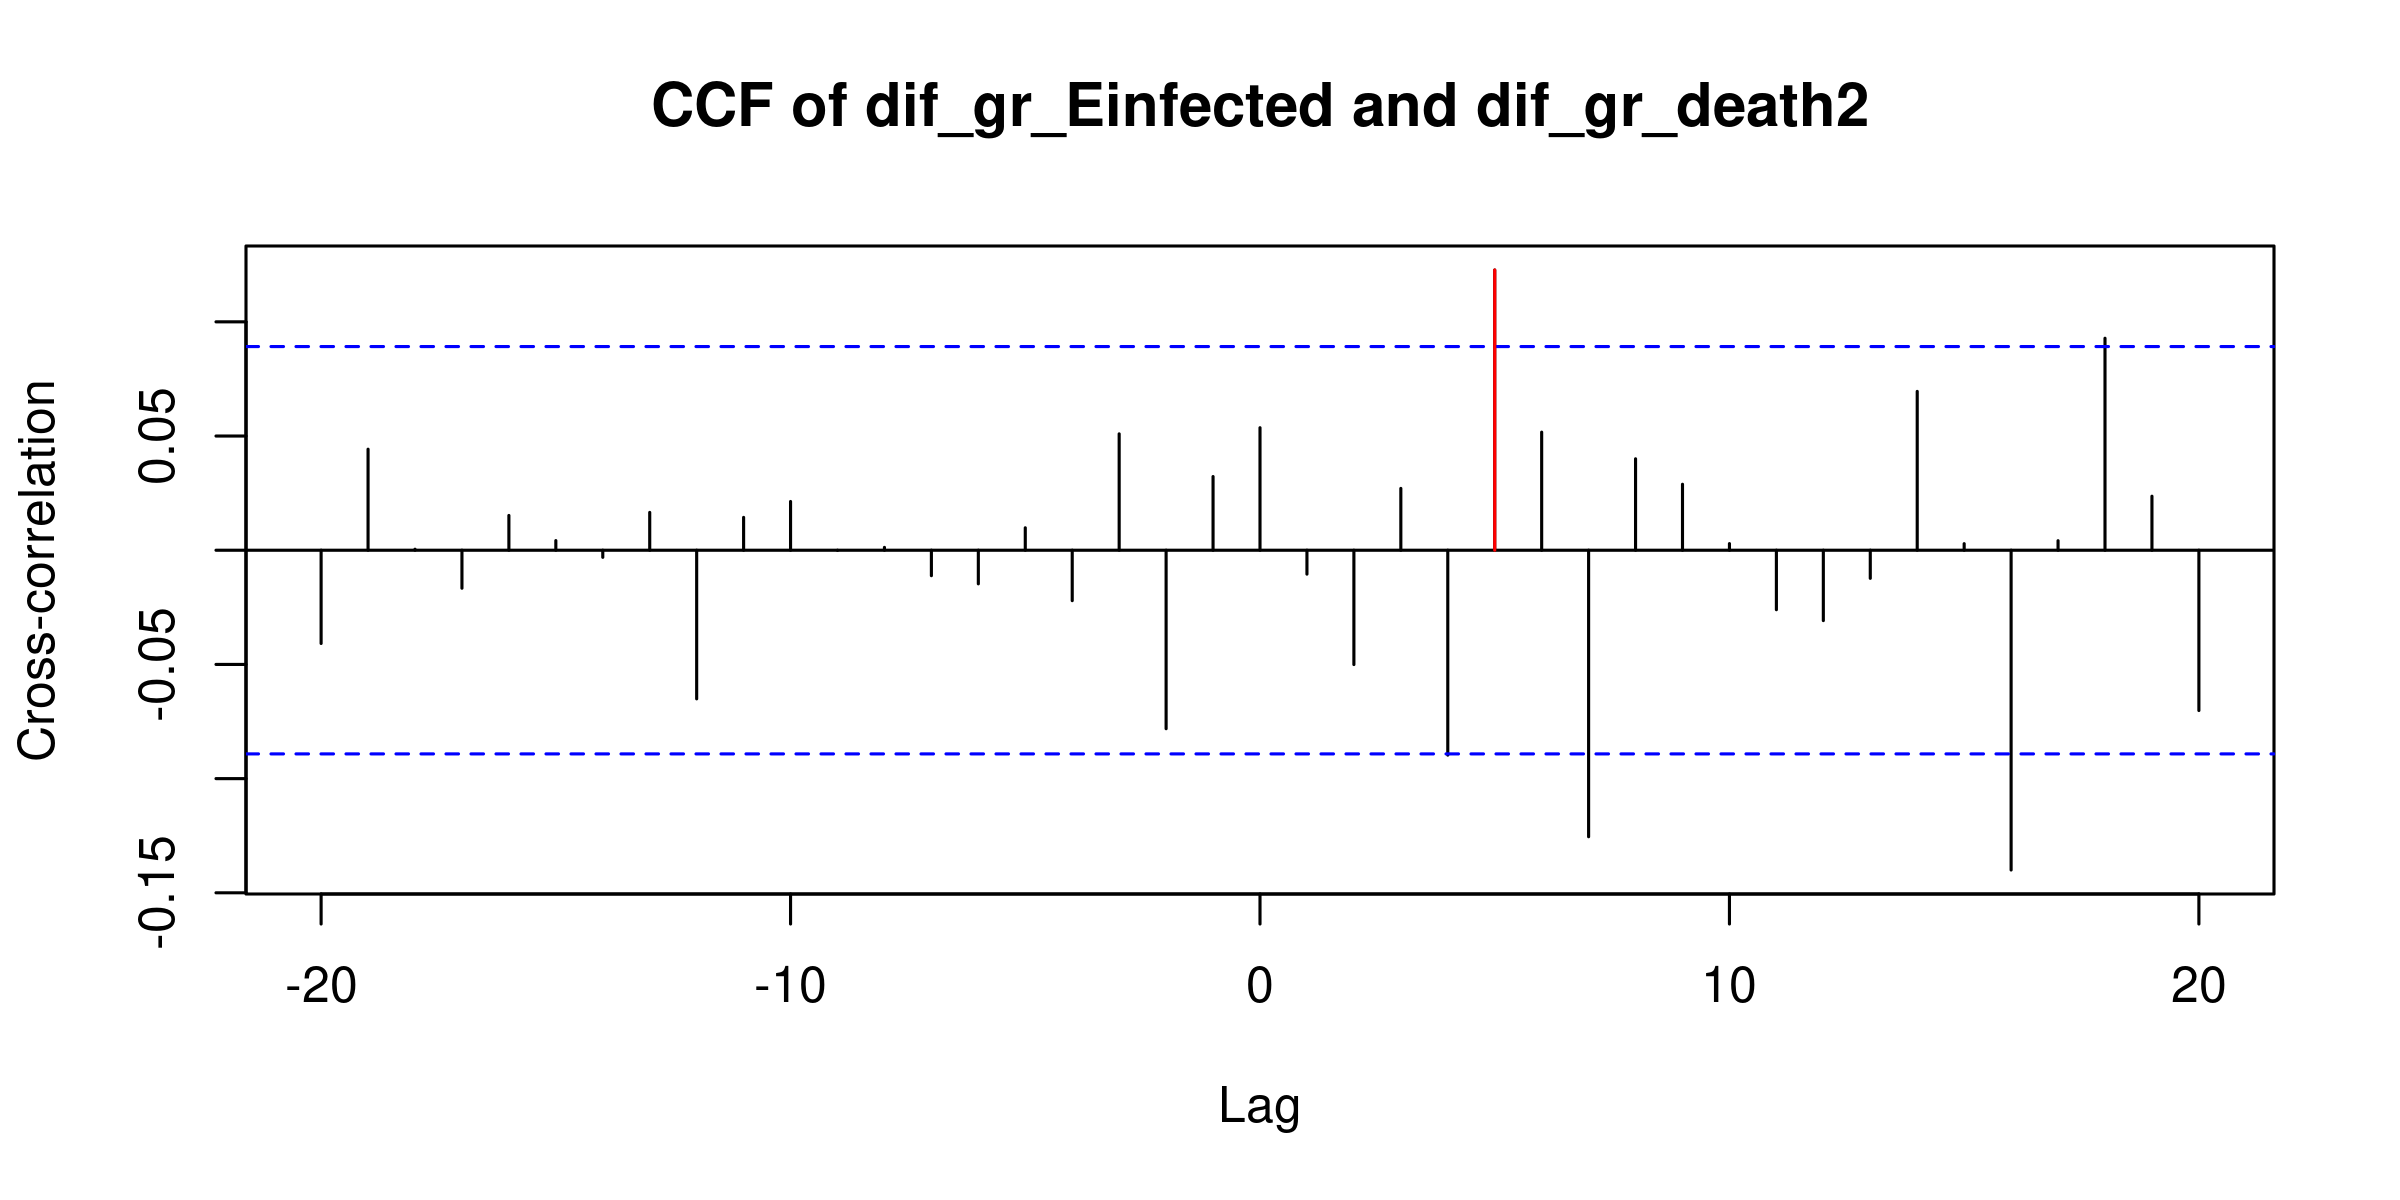 CCF of dif_gr_Einfected and dif_gr_death2
Cross-correlation
0.05
-0.05
-0.15
-20
-10
0
10
20
Lag